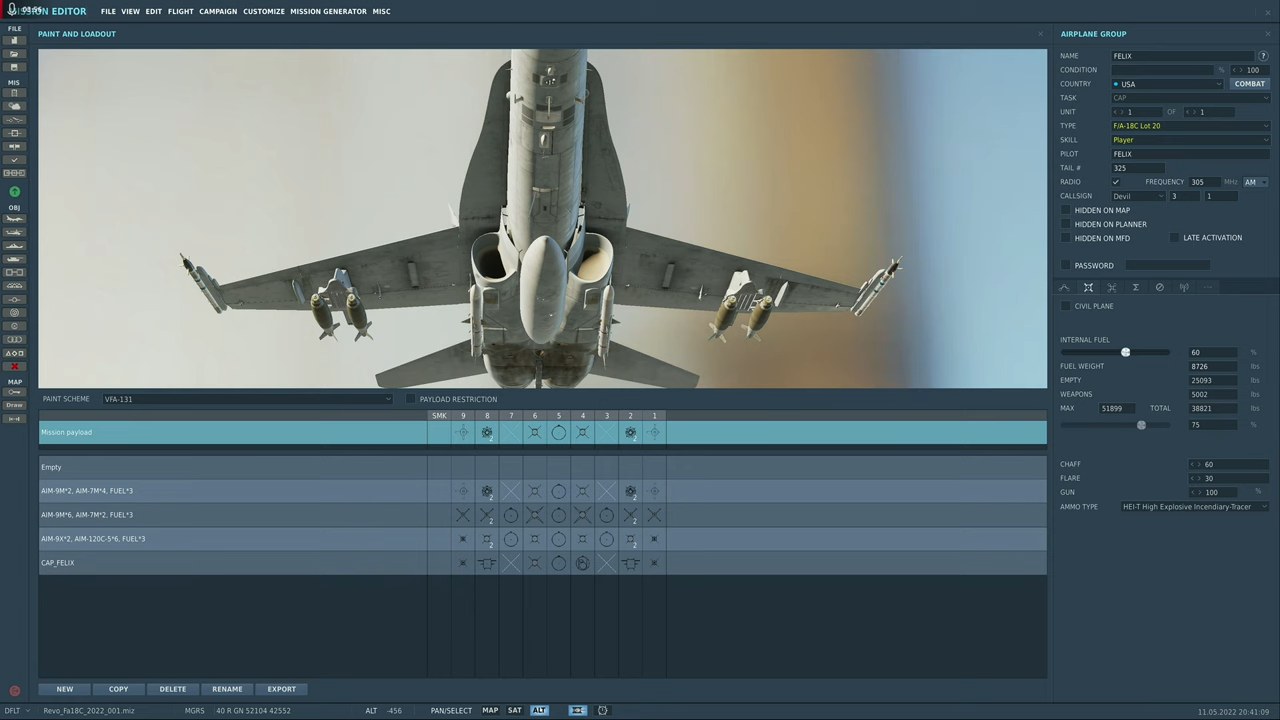 MISSION EDITOR FILE VIEW EDIT FLIGHT CAMPAIGN CUSTOMIZE MISSION GENERATOR MISC
FILE
MIS
OBJ
MAP
Draw
PAINT AND LOADOUT
PAINT SCHEME VFA-131 PAYLOAD RESTRICTION
SMK 9 8 7 6 5 4 3 2 1
Mission payload 2 2
Empty
AIM-9M*2, AIM-7M*4, FUEL*3 2 2
AIM-9M*6, AIM-7M*2, FUEL*3 2 2
AIM-9X*2, AIM-120C-5*6, FUEL*3 2 2
CAP_FELIX
NEW COPY DELETE RENAME EXPORT
AIRPLANE GROUP
NAME FELIX ?
CONDITION % < > 100
COUNTRY USA COMBAT
TASK CAP
UNIT < > 1 OF < > 1
TYPE F/A-18C Lot 20
SKILL Player
PILOT FELIX
TAIL # 325
RADIO FREQUENCY 305 MHz AM
CALLSIGN Devil 3 1
HIDDEN ON MAP
HIDDEN ON PLANNER
HIDDEN ON MFD LATE ACTIVATION
PASSWORD
CIVIL PLANE
INTERNAL FUEL
60 %
FUEL WEIGHT 8726 lbs
EMPTY 25093 lbs
WEAPONS 5002 lbs
MAX 51899 TOTAL 38821 lbs
75 %
CHAFF < > 60
FLARE < > 30
GUN < > 100 %
AMMO TYPE HEI-T High Explosive Incendiary-Tracer
DFLT Revo_Fa18C_2022_001.miz MGRS 40 R GN 52104 42552 ALT -456 PAN/SELECT MAP SAT ALT 11.05.2022 20:41:09